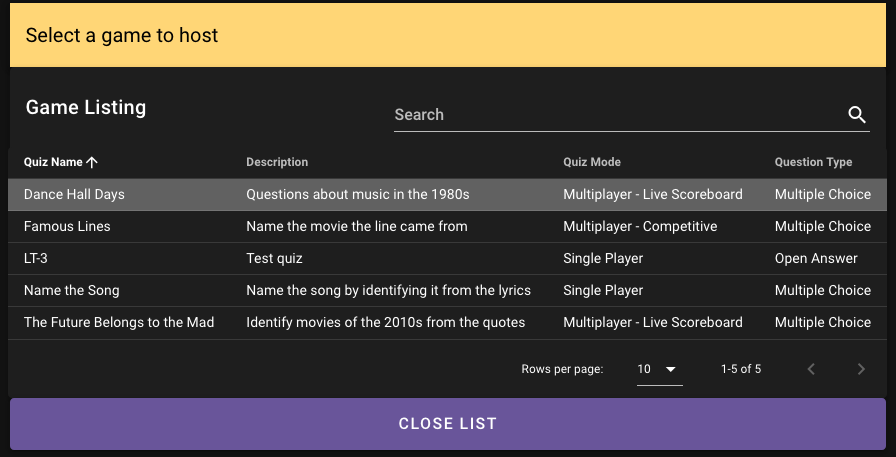 Select a game to host
Game Listing
Search
Quiz Name Description Quiz Mode Question Type
Dance Hall Days Questions about music in the 1980s Multiplayer - Live Scoreboard Multiple Choice
Famous Lines Name the movie the line came from Multiplayer - Competitive Multiple Choice
LT-3 Test quiz Single Player Open Answer
Name the Song Name the song by identifying it from the lyrics Single Player Multiple Choice
The Future Belongs to the Mad Identify movies of the 2010s from the quotes Multiplayer - Live Scoreboard Multiple Choice
Rows per page: 10 1-5 of 5
CLOSE LIST